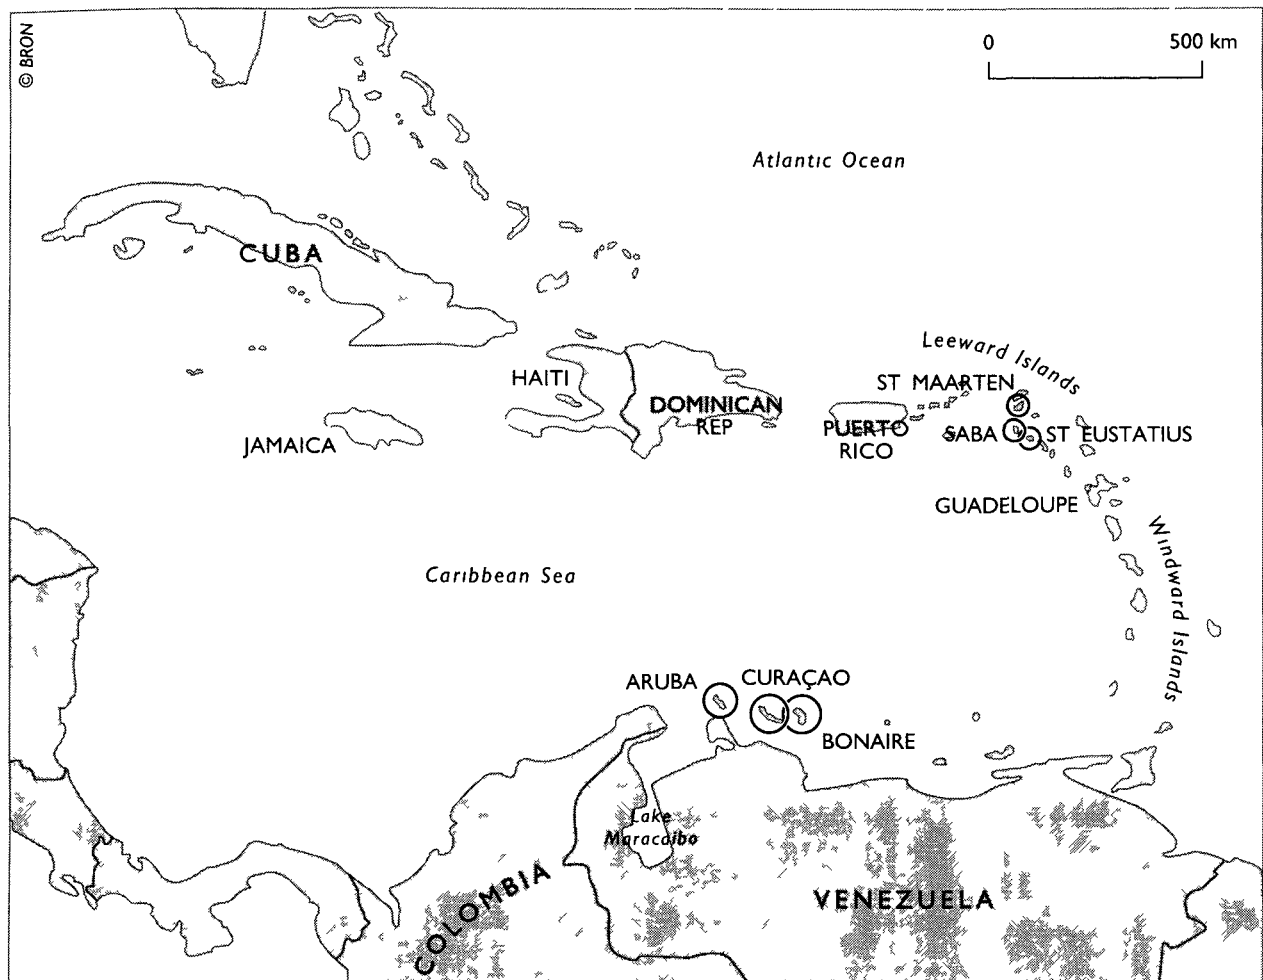 © BRON
0 500 km
Atlantic Ocean
CUBA
Leeward Islands
HAITI
ST MAARTEN
DOMINICAN
REP
PUERTO
RICO
SABA
ST EUSTATIUS
JAMAICA
GUADELOUPE
Windward Islands
Caribbean Sea
ARUBA
CURAÇAO
BONAIRE
Lake
Maracaibo
COLOMBIA
VENEZUELA